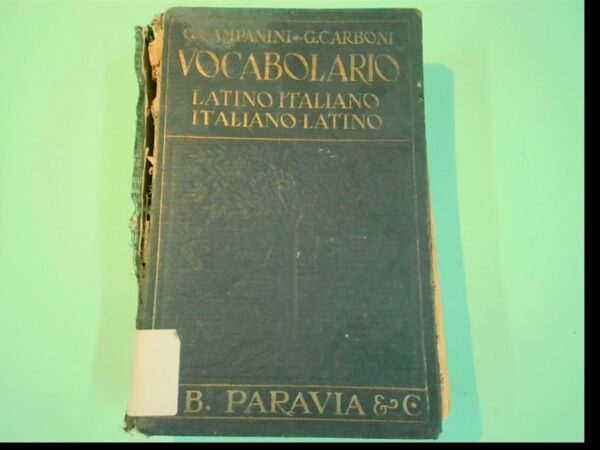 G. CAMPANINI • G. CARBONI
VOCABOLARIO
LATINO ITALIANO
ITALIANO-LATINO
B. PARAVIA & C.